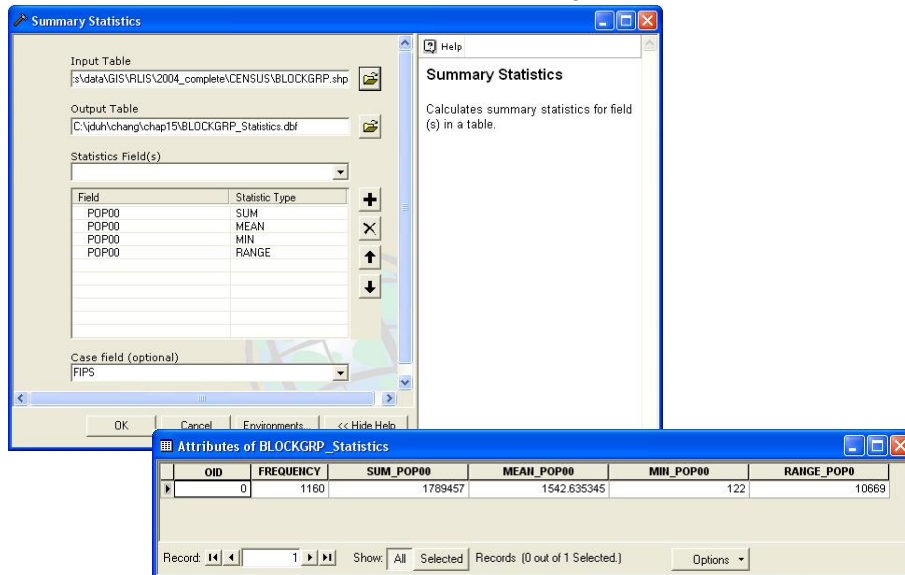 Summary Statistics
Input Table
:s\data\GIS\RLIS\2004_complete\CENSUS\BLOCKGRP.shp
Output Table
C:\jduh\chang\chap15\BLOCKGRP_Statistics.dbf
Statistics Field(s)
Field Statistic Type
POP00 SUM
POP00 MEAN
POP00 MIN
POP00 RANGE
Case field (optional)
FIPS
OK Cancel Environments... << Hide Help
Help
Summary Statistics
Calculates summary statistics for field
(s) in a table.
Attributes of BLOCKGRP_Statistics
OID FREQUENCY SUM_POP00 MEAN_POP00 MIN_POP00 RANGE_POP0
0 1160 1789457 1542.635345 122 10669
Record: 1 Show: All Selected Records (0 out of 1 Selected.) Options